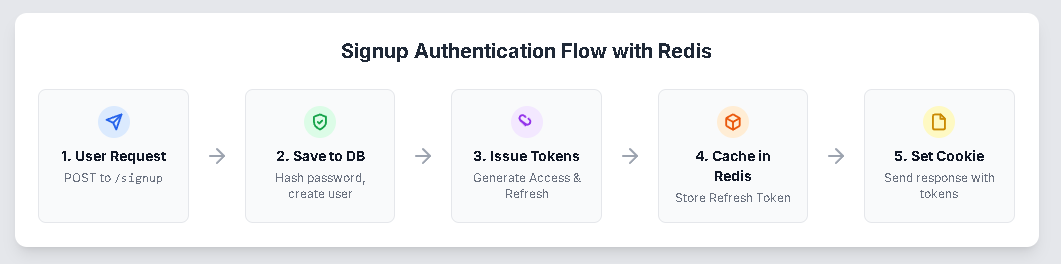 Signup Authentication Flow with Redis
1. User Request
POST to /signup
2. Save to DB
Hash password,
create user
3. Issue Tokens
Generate Access &
Refresh
4. Cache in
Redis
Store Refresh Token
5. Set Cookie
Send response with
tokens